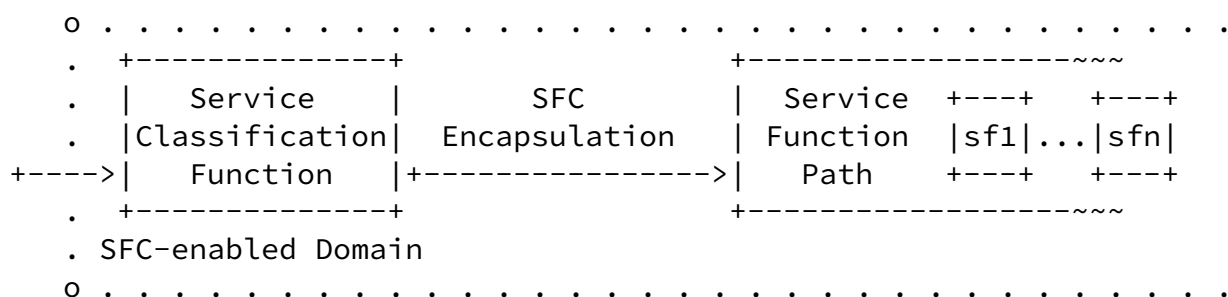 o . . . . . . . . . . . . . . . . . . . . . . . . . . . . . . . .
.  +--------------+                  +------------------~~~
.  |   Service    |       SFC        |  Service  +---+   +---+
.  |Classification|  Encapsulation   | Function  |sf1|...|sfn|
+---->|   Function   |+---------------->|   Path    +---+   +---+
.  +--------------+                  +------------------~~~
. SFC-enabled Domain
o . . . . . . . . . . . . . . . . . . . . . . . . . . . . . . . .